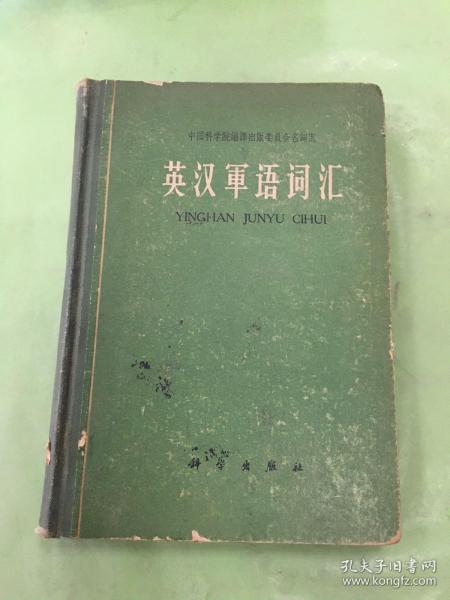 中国科学院编译出版委员会名词室
英汉軍语词汇
YINGHAN JUNYU CIHUI
科学出版社
孔夫子旧书网
www.kongfz.com